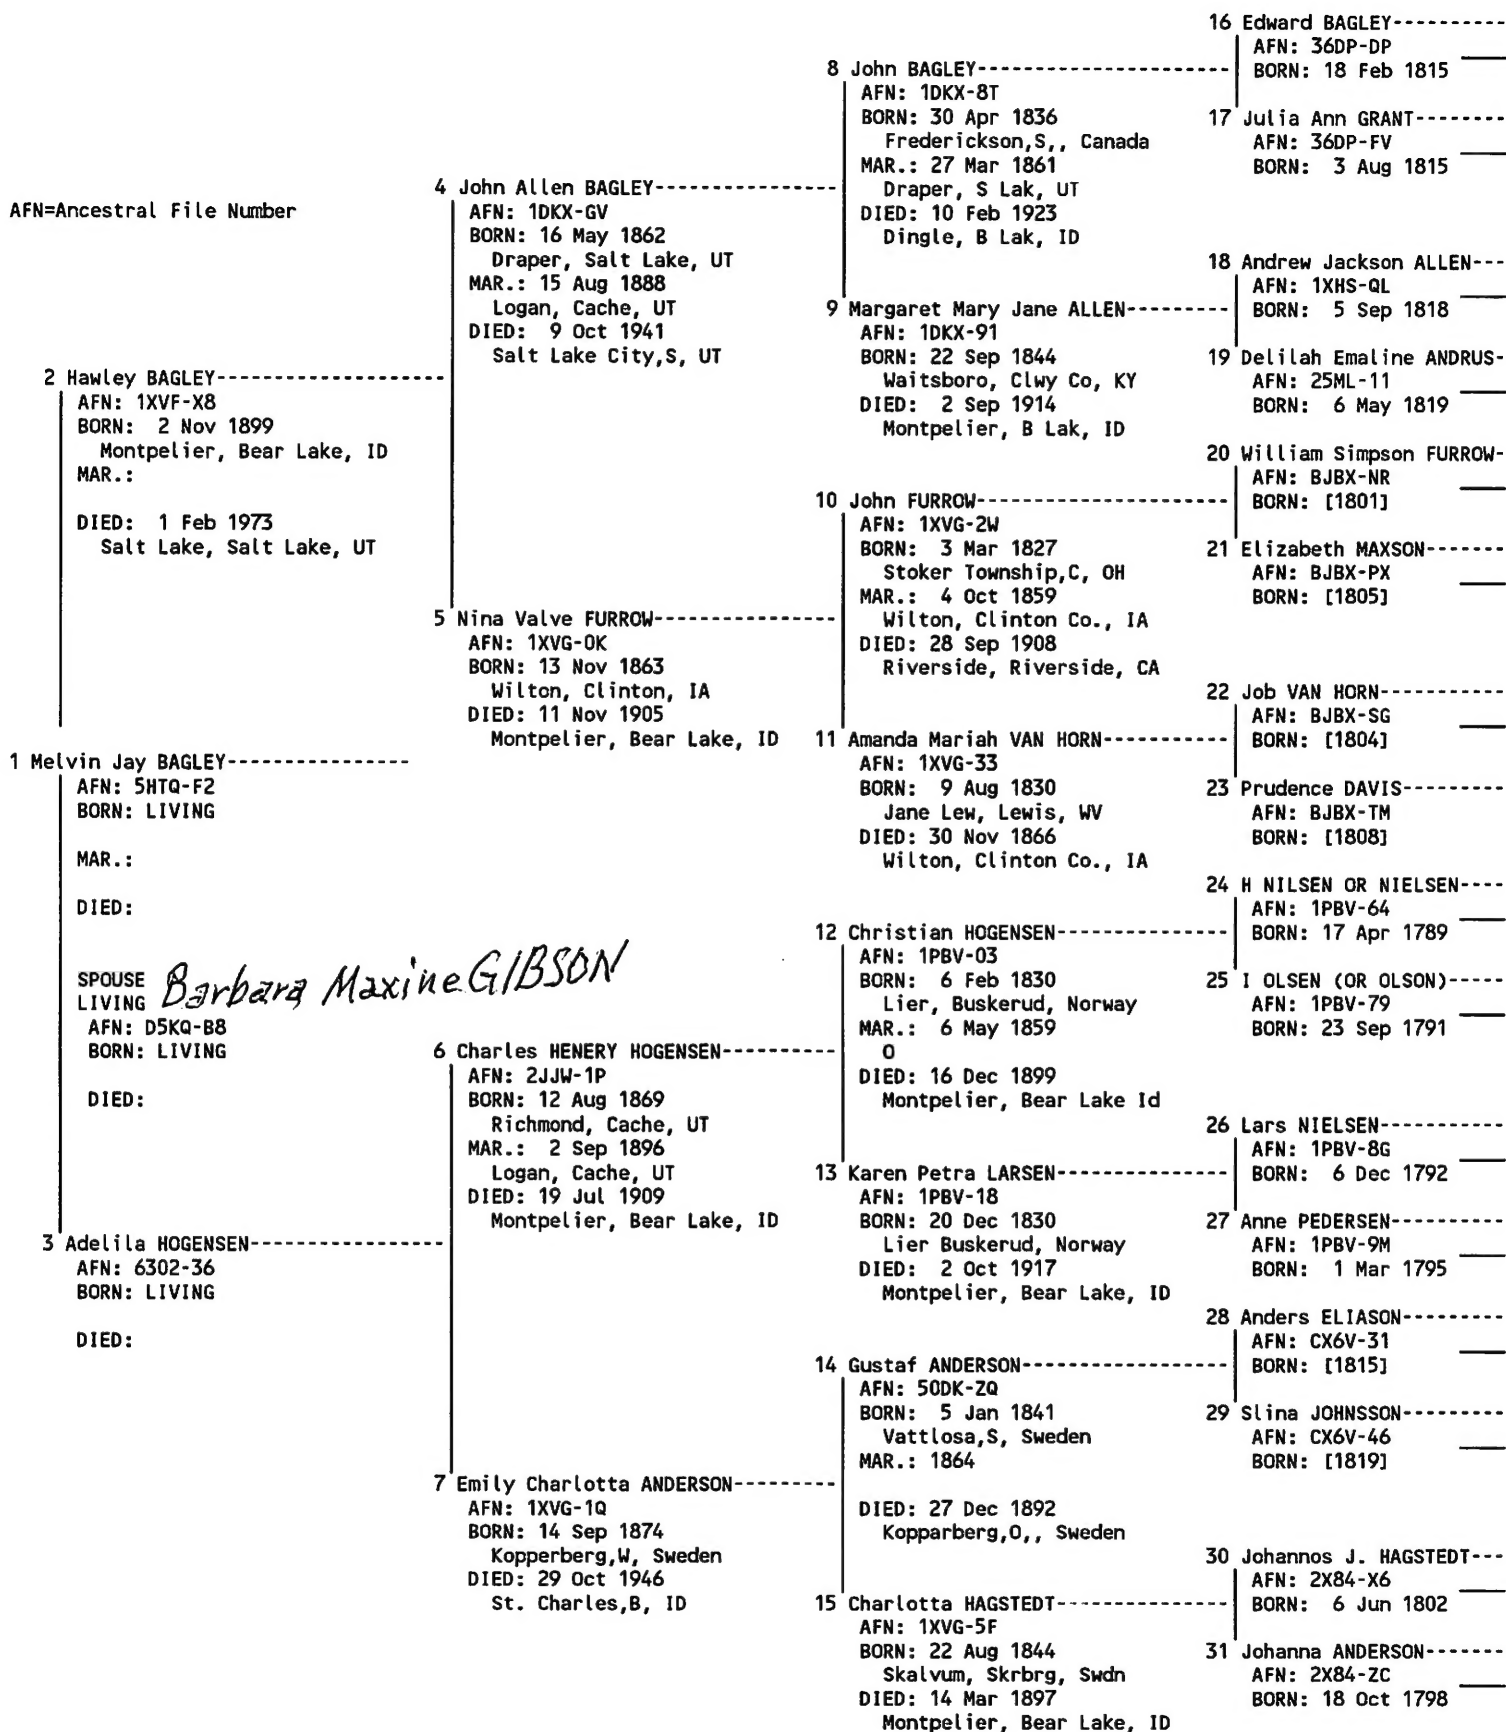 AFN=Ancestral File Number
1 Melvin Jay BAGLEY---------------
AFN: 5HTQ-F2
BORN: LIVING
MAR.:
DIED:
SPOUSE
LIVING Barbara Maxine GIBSON
AFN: D5KQ-B8
BORN: LIVING
DIED:
2 Hawley BAGLEY-------------------
AFN: 1XVF-X8
BORN:  2 Nov 1899
Montpelier, Bear Lake, ID
MAR.:
DIED:  1 Feb 1973
Salt Lake, Salt Lake, UT
3 Adelila HOGENSEN----------------
AFN: 6302-36
BORN: LIVING
DIED:
4 John Allen BAGLEY---------------
AFN: 1DKX-GV
BORN: 16 May 1862
Draper, Salt Lake, UT
MAR.: 15 Aug 1888
Logan, Cache, UT
DIED:  9 Oct 1941
Salt Lake City,S, UT
5 Nina Valve FURROW---------------
AFN: 1XVG-0K
BORN: 13 Nov 1863
Wilton, Clinton, IA
DIED: 11 Nov 1905
Montpelier, Bear Lake, ID
6 Charles HENERY HOGENSEN---------
AFN: 2JJW-1P
BORN: 12 Aug 1869
Richmond, Cache, UT
MAR.:  2 Sep 1896
Logan, Cache, UT
DIED: 19 Jul 1909
Montpelier, Bear Lake, ID
7 Emily Charlotta ANDERSON--------
AFN: 1XVG-1Q
BORN: 14 Sep 1874
Kopperberg,W, Sweden
DIED: 29 Oct 1946
St. Charles,B, ID
8 John BAGLEY---------------------
AFN: 1DKX-8T
BORN: 30 Apr 1836
Frederickson,S,, Canada
MAR.: 27 Mar 1861
Draper, S Lak, UT
DIED: 10 Feb 1923
Dingle, B Lak, ID
9 Margaret Mary Jane ALLEN--------
AFN: 1DKX-91
BORN: 22 Sep 1844
Waitsboro, Clwy Co, KY
DIED:  2 Sep 1914
Montpelier, B Lak, ID
10 John FURROW---------------------
AFN: 1XVG-2W
BORN:  3 Mar 1827
Stoker Township,C, OH
MAR.:  4 Oct 1859
Wilton, Clinton Co., IA
DIED: 28 Sep 1908
Riverside, Riverside, CA
11 Amanda Mariah VAN HORN----------
AFN: 1XVG-33
BORN:  9 Aug 1830
Jane Lew, Lewis, WV
DIED: 30 Nov 1866
Wilton, Clinton Co., IA
12 Christian HOGENSEN--------------
AFN: 1PBV-03
BORN:  6 Feb 1830
Lier, Buskerud, Norway
MAR.:  6 May 1859
O
DIED: 16 Dec 1899
Montpelier, Bear Lake Id
13 Karen Petra LARSEN--------------
AFN: 1PBV-18
BORN: 20 Dec 1830
Lier Buskerud, Norway
DIED:  2 Oct 1917
Montpelier, Bear Lake, ID
14 Gustaf ANDERSON-----------------
AFN: 50DK-ZQ
BORN:  5 Jan 1841
Vattlosa,S, Sweden
MAR.: 1864
DIED: 27 Dec 1892
Kopparberg,O,, Sweden
15 Charlotta HAGSTEDT--------------
AFN: 1XVG-5F
BORN: 22 Aug 1844
Skalvum, Skrbrg, Swdn
DIED: 14 Mar 1897
Montpelier, Bear Lake, ID
16 Edward BAGLEY----------
AFN: 36DP-DP
BORN: 18 Feb 1815
17 Julia Ann GRANT--------
AFN: 36DP-FV
BORN:  3 Aug 1815
18 Andrew Jackson ALLEN---
AFN: 1XHS-QL
BORN:  5 Sep 1818
19 Delilah Emaline ANDRUS-
AFN: 25ML-11
BORN:  6 May 1819
20 William Simpson FURROW-
AFN: BJBX-NR
BORN: [1801]
21 Elizabeth MAXSON-------
AFN: BJBX-PX
BORN: [1805]
22 Job VAN HORN-----------
AFN: BJBX-SG
BORN: [1804]
23 Prudence DAVIS---------
AFN: BJBX-TM
BORN: [1808]
24 H NILSEN OR NIELSEN----
AFN: 1PBV-64
BORN: 17 Apr 1789
25 I OLSEN (OR OLSON)-----
AFN: 1PBV-79
BORN: 23 Sep 1791
26 Lars NIELSEN-----------
AFN: 1PBV-8G
BORN:  6 Dec 1792
27 Anne PEDERSEN----------
AFN: 1PBV-9M
BORN:  1 Mar 1795
28 Anders ELIASON---------
AFN: CX6V-31
BORN: [1815]
29 Slina JOHNSSON---------
AFN: CX6V-46
BORN: [1819]
30 Johannos J. HAGSTEDT---
AFN: 2X84-X6
BORN:  6 Jun 1802
31 Johanna ANDERSON-------
AFN: 2X84-ZC
BORN: 18 Oct 1798